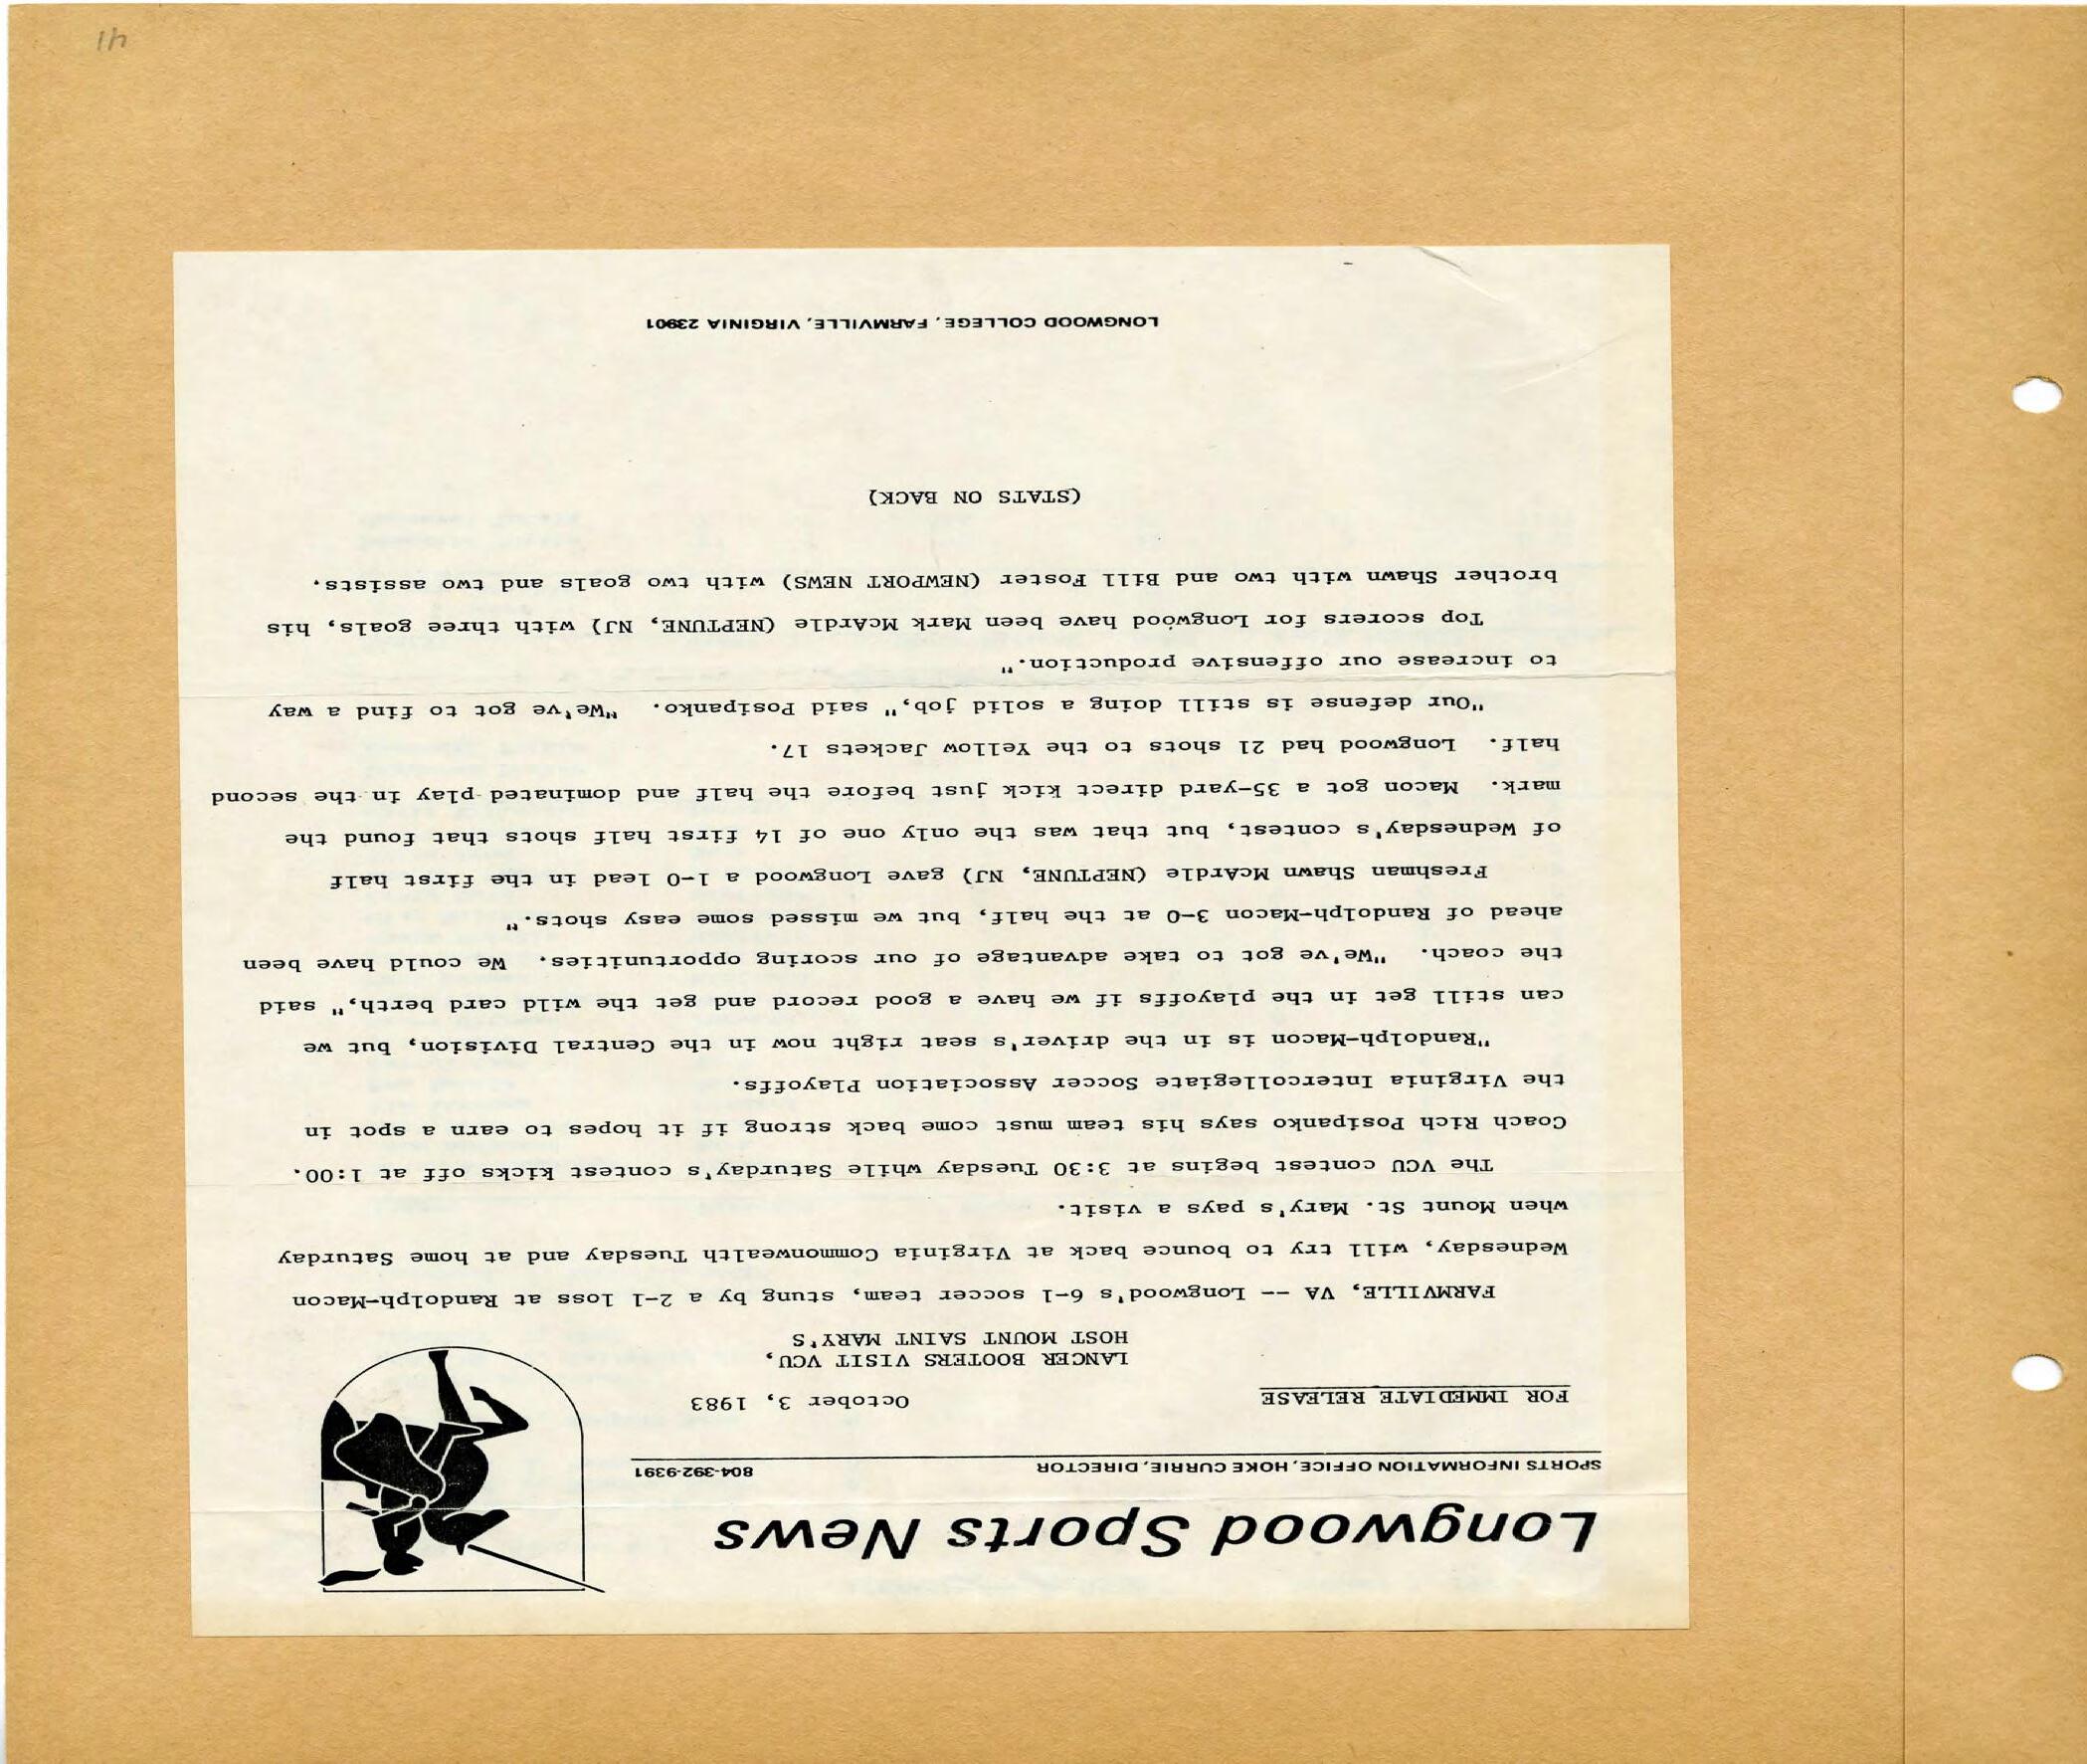 Longwood Sports News
SPORTS INFORMATION OFFICE, HOKE CURRIE, DIRECTOR 804-392-9391
FOR IMMEDIATE RELEASE October 3, 1983
LANCER BOOTERS VISIT VCU,
HOST MOUNT SAINT MARY'S
FARMVILLE, VA -- Longwood's 6-1 soccer team, stung by a 2-1 loss at Randolph-Macon
Wednesday, will try to bounce back at Virginia Commonwealth Tuesday and at home Saturday
when Mount St. Mary's pays a visit.
The VCU contest begins at 3:30 Tuesday while Saturday's contest kicks off at 1:00.
Coach Rich Posipanko says his team must come back strong if it hopes to earn a spot in
the Virginia Intercollegiate Soccer Association Playoffs.
"Randolph-Macon is in the driver's seat right now in the Central Division, but we
can still get in the playoffs if we have a good record and get the wild card berth," said
the coach. "We've got to take advantage of our scoring opportunities. We could have been
ahead of Randolph-Macon 3-0 at the half, but we missed some easy shots."
Freshman Shawn McArdle (NEPTUNE, NJ) gave Longwood a 1-0 lead in the first half
of Wednesday's contest, but that was the only one of 14 first half shots that found the
mark. Macon got a 35-yard direct kick just before the half and dominated play in the second
half. Longwood had 21 shots to the Yellow Jackets 17.
"Our defense is still doing a solid job," said Posipanko. "We've got to find a way
to increase our offensive production."
Top scorers for Longwood have been Mark McArdle (NEPTUNE, NJ) with three goals, his
brother Shawn with two and Bill Foster (NEWPORT NEWS) with two goals and two assists.
(STATS ON BACK)
LONGWOOD COLLEGE, FARMVILLE, VIRGINIA 23901
41